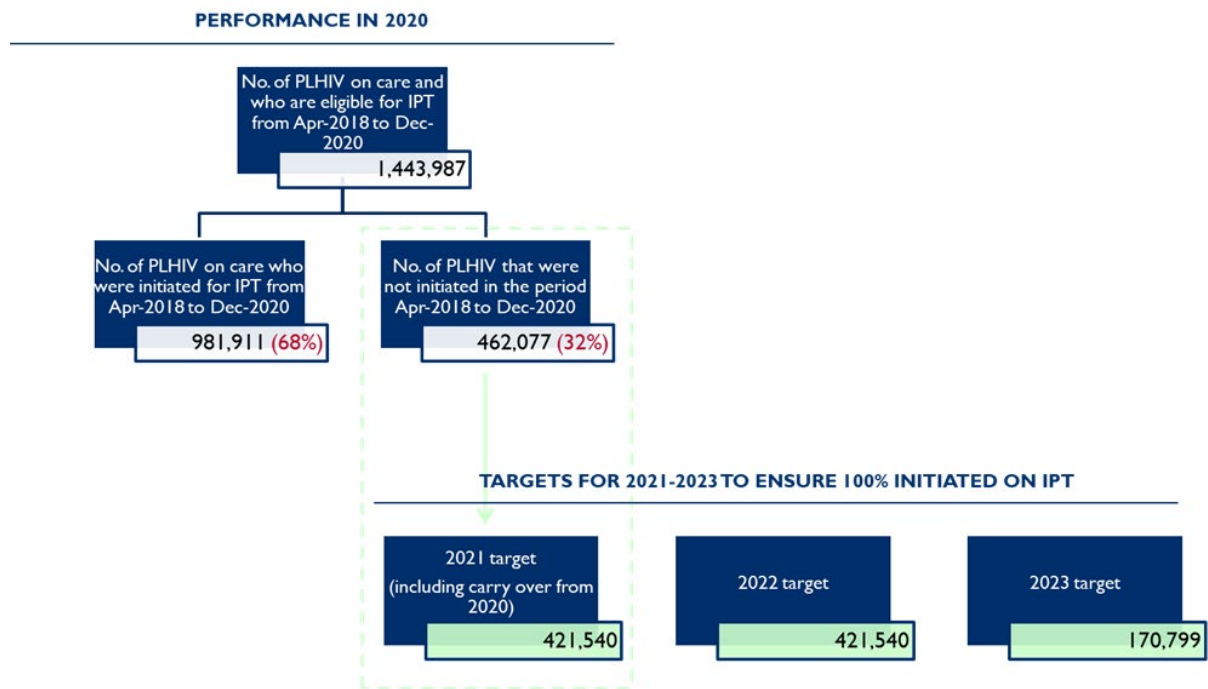 PERFORMANCE IN 2020
No. of PLHIV on care and
who are eligible for IPT
from Apr-2018 to Dec-
2020
1,443,987
No. of PLHIV on care who
were initiated for IPT from
Apr-2018 to Dec-2020
981,911 (68%)
No. of PLHIV that were
not initiated in the period
Apr-2018 to Dec-2020
462,077 (32%)
TARGETS FOR 2021-2023 TO ENSURE 100% INITIATED ON IPT
2021 target
(including carry over from
2020)
421,540
2022 target
421,540
2023 target
170,799